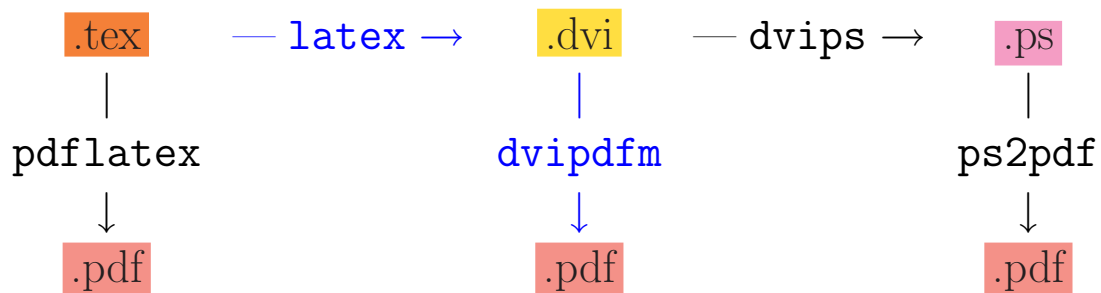 .tex latex .dvi dvips .ps
pdflatex dvipdfm ps2pdf
.pdf .pdf .pdf